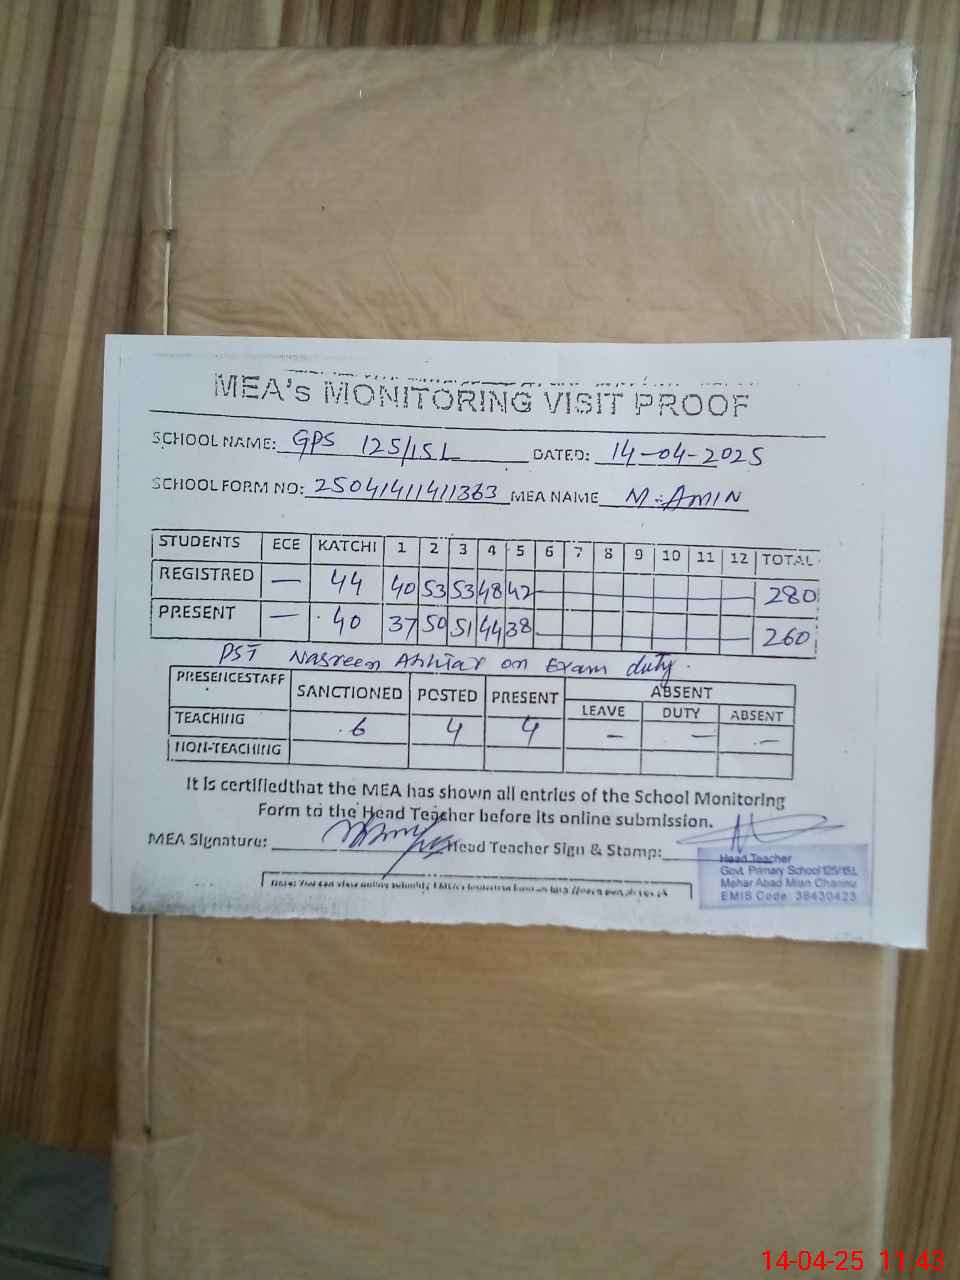 MEA's MONITORING VISIT PROOF
SCHOOL NAME: GPS 125/15L DATED: 14-04-2025
SCHOOL FORM NO: 25041411411363 MEA NAME M. AMIN
STUDENTS ECE KATCHI 1 2 3 4 5 6 7 8 9 10 11 12 TOTAL
REGISTRED — 44 40 53 53 48 42 280
PRESENT — 40 37 50 51 44 38 260
PST Nasreen Akhtar on Exam duty.
PRESENCESTAFF SANCTIONED POSTED PRESENT ABSENT
LEAVE DUTY ABSENT
TEACHING 6 4 4 — — —
NON-TEACHING
It is certifiedthat the MEA has shown all entries of the School Monitoring
Form to the Head Teacher before its online submission.
MEA Signature: Head Teacher Sign & Stamp:
Head Teacher
Govt. Primary School 125/15L
Mehar Abad Mian Channu
EMIS Code: 36430423
14-04-25 11:43